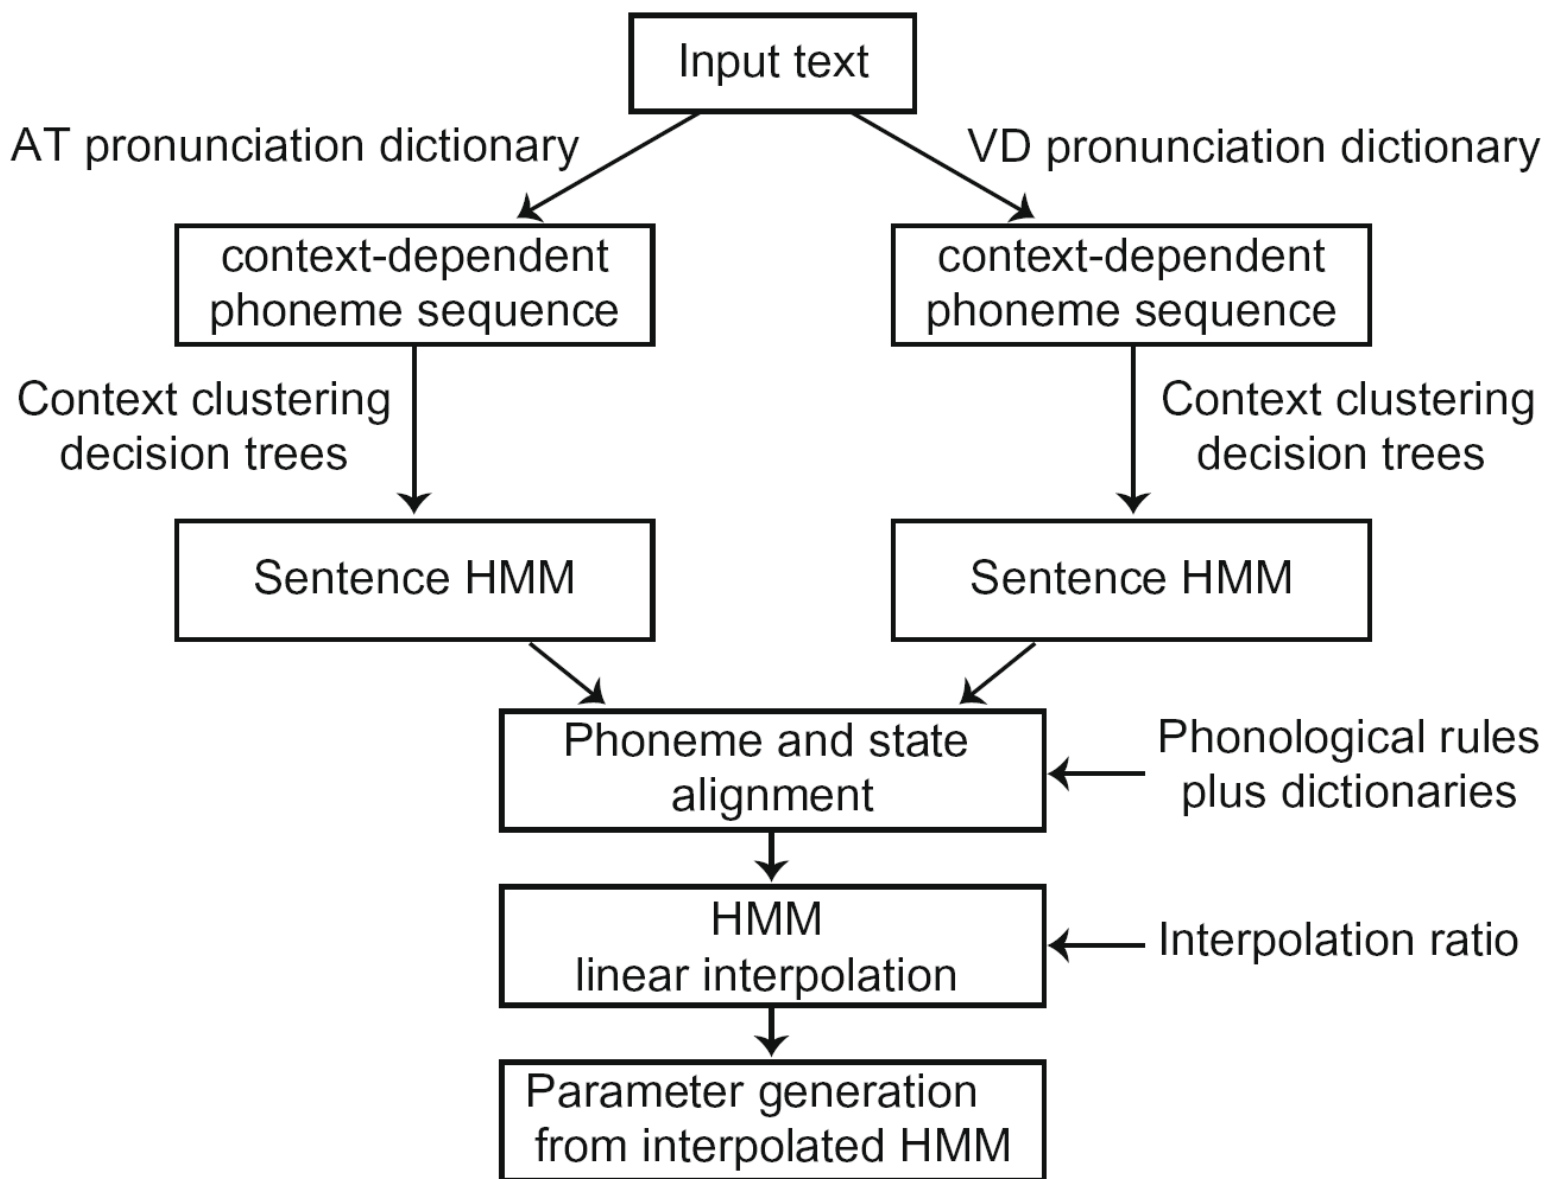 Input text
AT pronunciation dictionary
VD pronunciation dictionary
context-dependent
phoneme sequence
context-dependent
phoneme sequence
Context clustering
decision trees
Context clustering
decision trees
Sentence HMM
Sentence HMM
Phoneme and state
alignment
Phonological rules
plus dictionaries
HMM
linear interpolation
Interpolation ratio
Parameter generation
from interpolated HMM